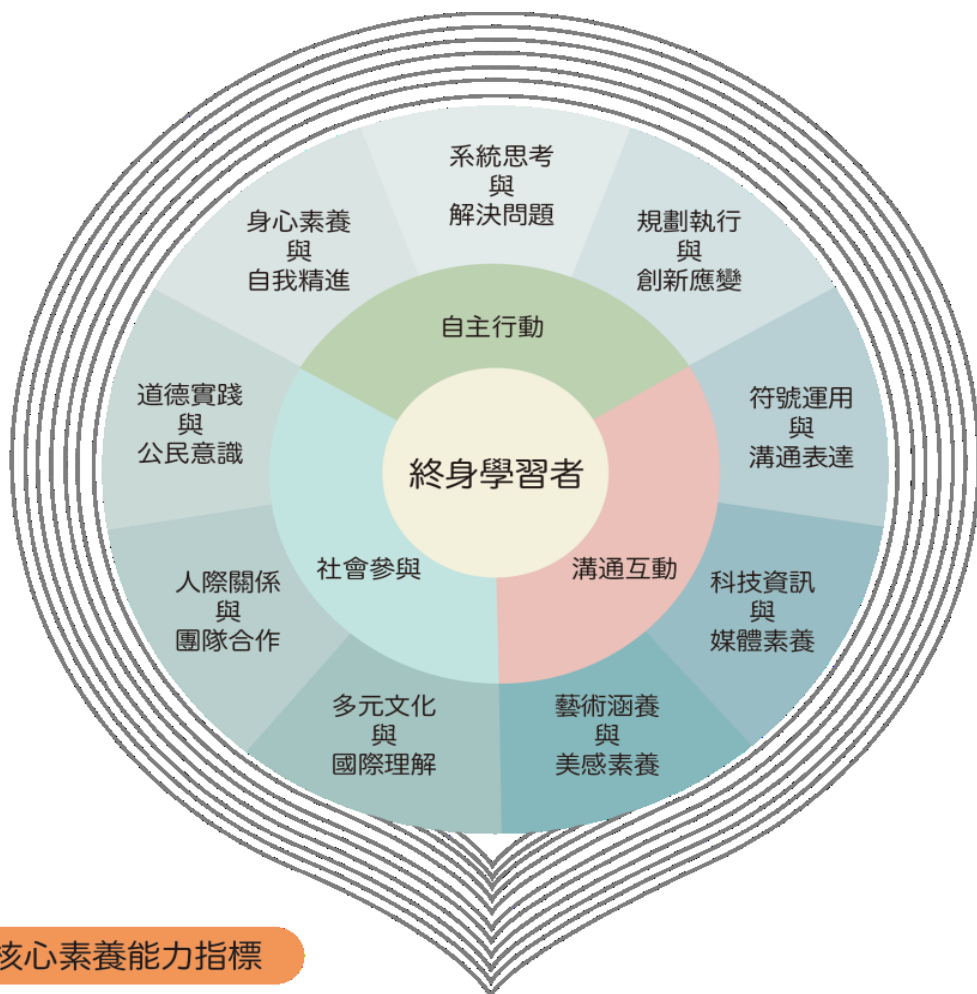 系統思考
與
解決問題
身心素養
與
自我精進
規劃執行
與
創新應變
自主行動
道德實踐
與
公民意識
符號運用
與
溝通表達
終身學習者
社會參與
溝通互動
人際關係
與
團隊合作
科技資訊
與
媒體素養
多元文化
與
國際理解
藝術涵養
與
美感素養
核心素養能力指標